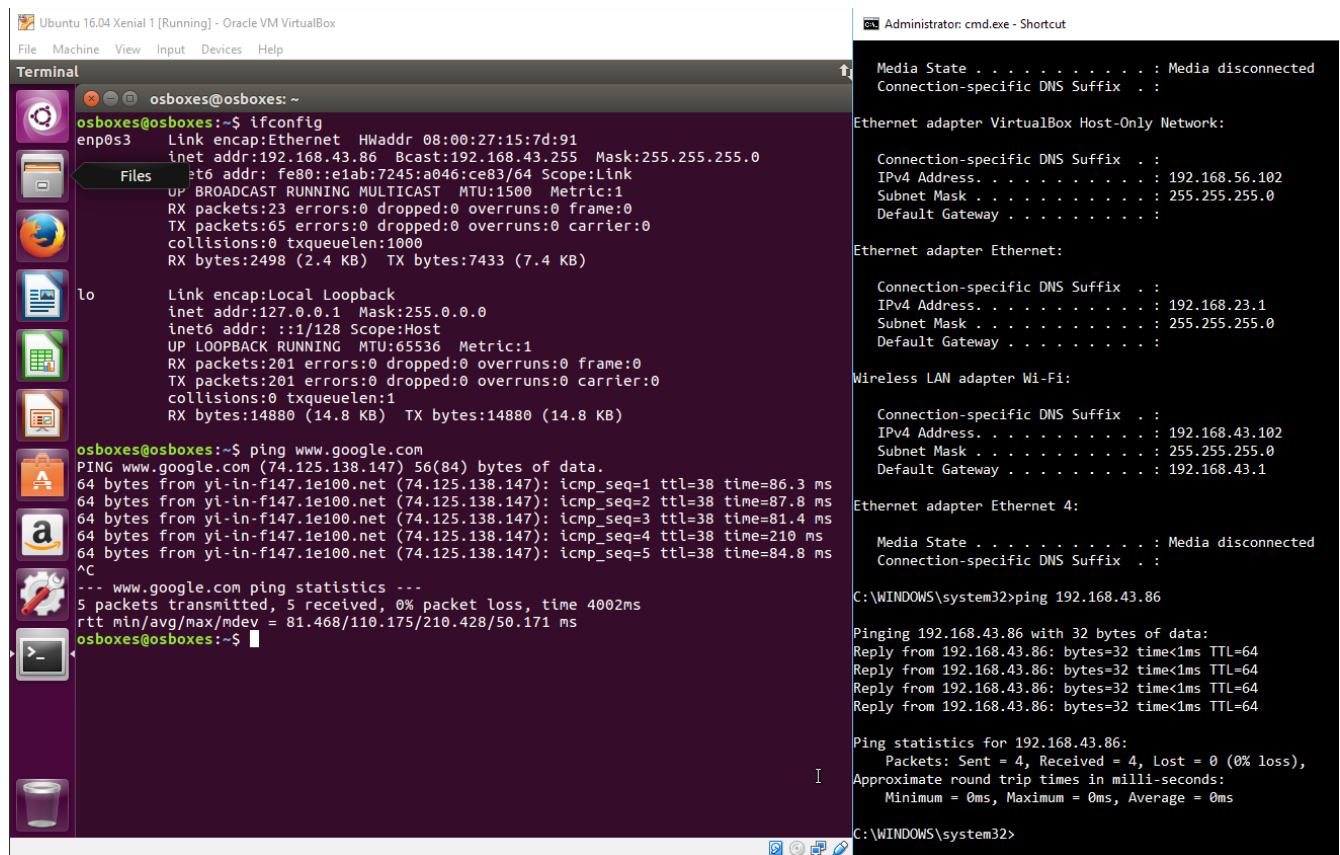 Ubuntu 16.04 Xenial 1 [Running] - Oracle VM VirtualBox
File Machine View Input Devices Help
Terminal
osboxes@osboxes: ~
osboxes@osboxes:~$ ifconfig
enp0s3 Link encap:Ethernet HWaddr 08:00:27:15:7d:91
inet addr:192.168.43.86 Bcast:192.168.43.255 Mask:255.255.255.0
Files
et6 addr: fe80::e1ab:7245:a046:ce83/64 Scope:Link
UP BROADCAST RUNNING MULTICAST MTU:1500 Metric:1
RX packets:23 errors:0 dropped:0 overruns:0 frame:0
TX packets:65 errors:0 dropped:0 overruns:0 carrier:0
collisions:0 txqueuelen:1000
RX bytes:2498 (2.4 KB) TX bytes:7433 (7.4 KB)
lo Link encap:Local Loopback
inet addr:127.0.0.1 Mask:255.0.0.0
inet6 addr: ::1/128 Scope:Host
UP LOOPBACK RUNNING MTU:65536 Metric:1
RX packets:201 errors:0 dropped:0 overruns:0 frame:0
TX packets:201 errors:0 dropped:0 overruns:0 carrier:0
collisions:0 txqueuelen:1
RX bytes:14880 (14.8 KB) TX bytes:14880 (14.8 KB)
osboxes@osboxes:~$ ping www.google.com
PING www.google.com (74.125.138.147) 56(84) bytes of data.
64 bytes from yi-in-f147.1e100.net (74.125.138.147): icmp_seq=1 ttl=38 time=86.3 ms
64 bytes from yi-in-f147.1e100.net (74.125.138.147): icmp_seq=2 ttl=38 time=87.8 ms
64 bytes from yi-in-f147.1e100.net (74.125.138.147): icmp_seq=3 ttl=38 time=81.4 ms
64 bytes from yi-in-f147.1e100.net (74.125.138.147): icmp_seq=4 ttl=38 time=210 ms
64 bytes from yi-in-f147.1e100.net (74.125.138.147): icmp_seq=5 ttl=38 time=84.8 ms
^C
--- www.google.com ping statistics ---
5 packets transmitted, 5 received, 0% packet loss, time 4002ms
rtt min/avg/max/mdev = 81.468/110.175/210.428/50.171 ms
osboxes@osboxes:~$
Administrator: cmd.exe - Shortcut
Media State . . . . . . . . . . . : Media disconnected
Connection-specific DNS Suffix . :
Ethernet adapter VirtualBox Host-Only Network:
Connection-specific DNS Suffix . :
IPv4 Address. . . . . . . . . . . : 192.168.56.102
Subnet Mask . . . . . . . . . . . : 255.255.255.0
Default Gateway . . . . . . . . . :
Ethernet adapter Ethernet:
Connection-specific DNS Suffix . :
IPv4 Address. . . . . . . . . . . : 192.168.23.1
Subnet Mask . . . . . . . . . . . : 255.255.255.0
Default Gateway . . . . . . . . . :
Wireless LAN adapter Wi-Fi:
Connection-specific DNS Suffix . :
IPv4 Address. . . . . . . . . . . : 192.168.43.102
Subnet Mask . . . . . . . . . . . : 255.255.255.0
Default Gateway . . . . . . . . . : 192.168.43.1
Ethernet adapter Ethernet 4:
Media State . . . . . . . . . . . : Media disconnected
Connection-specific DNS Suffix . :
C:\WINDOWS\system32>ping 192.168.43.86
Pinging 192.168.43.86 with 32 bytes of data:
Reply from 192.168.43.86: bytes=32 time<1ms TTL=64
Reply from 192.168.43.86: bytes=32 time<1ms TTL=64
Reply from 192.168.43.86: bytes=32 time<1ms TTL=64
Reply from 192.168.43.86: bytes=32 time<1ms TTL=64
Ping statistics for 192.168.43.86:
Packets: Sent = 4, Received = 4, Lost = 0 (0% loss),
Approximate round trip times in milli-seconds:
Minimum = 0ms, Maximum = 0ms, Average = 0ms
C:\WINDOWS\system32>